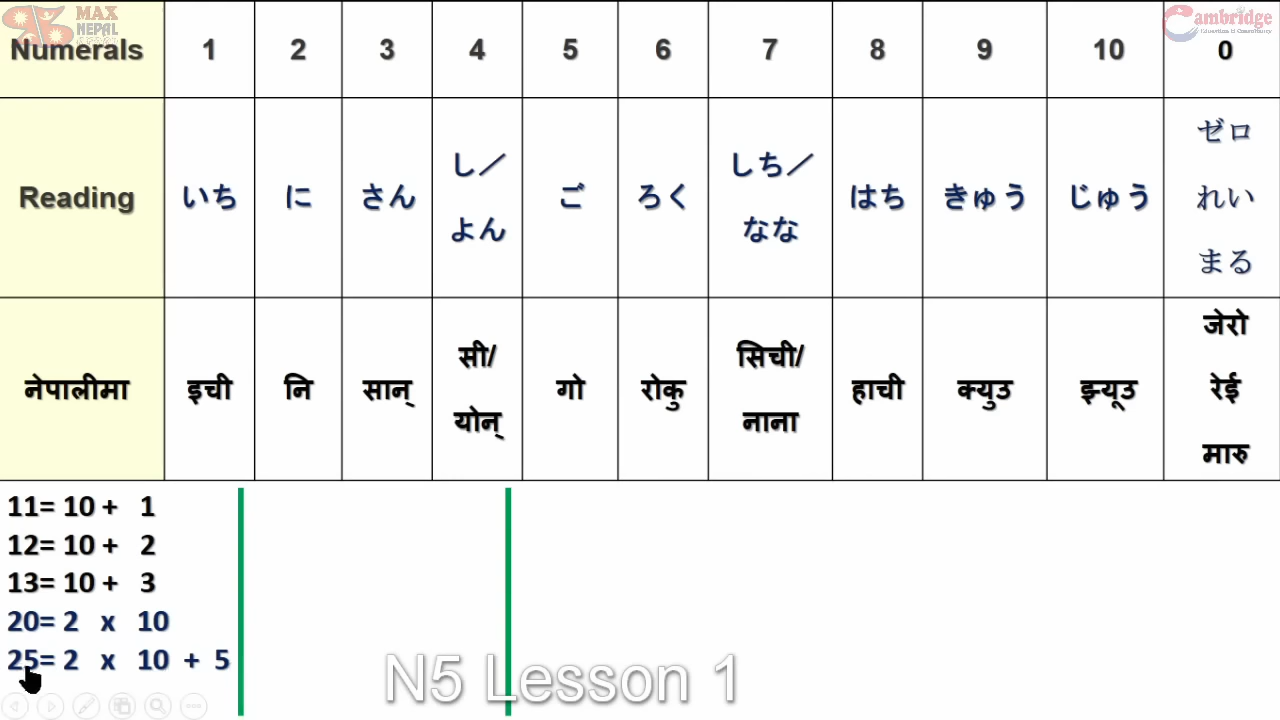 MAX
NEPAL
Cambridge
Education & Consultancy
Numerals 1 2 3 4 5 6 7 8 9 10 0
Reading いち に さん し／ よん ご ろく しち／ なな はち きゅう じゅう ゼロ れい まる
नेपालीमा इची नि सान् सी/ योन् गो रोकु सिची/ नाना हाची क्युउ झ्यूउ जेरो रेई मारु
11= 10 + 1
12= 10 + 2
13= 10 + 3
20= 2 x 10
25= 2 x 10 + 5
N5 Lesson 1